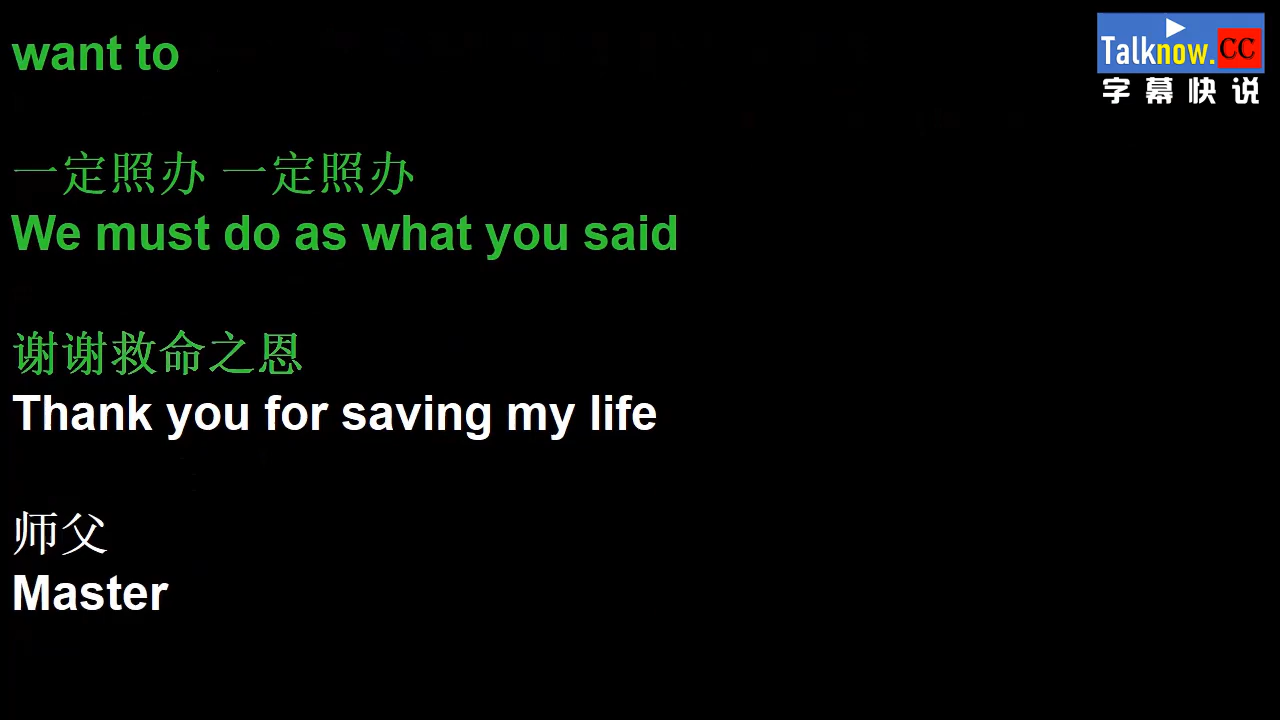 want to
Talknow.CC
字幕快说
一定照办 一定照办
We must do as what you said
谢谢救命之恩
Thank you for saving my life
师父
Master